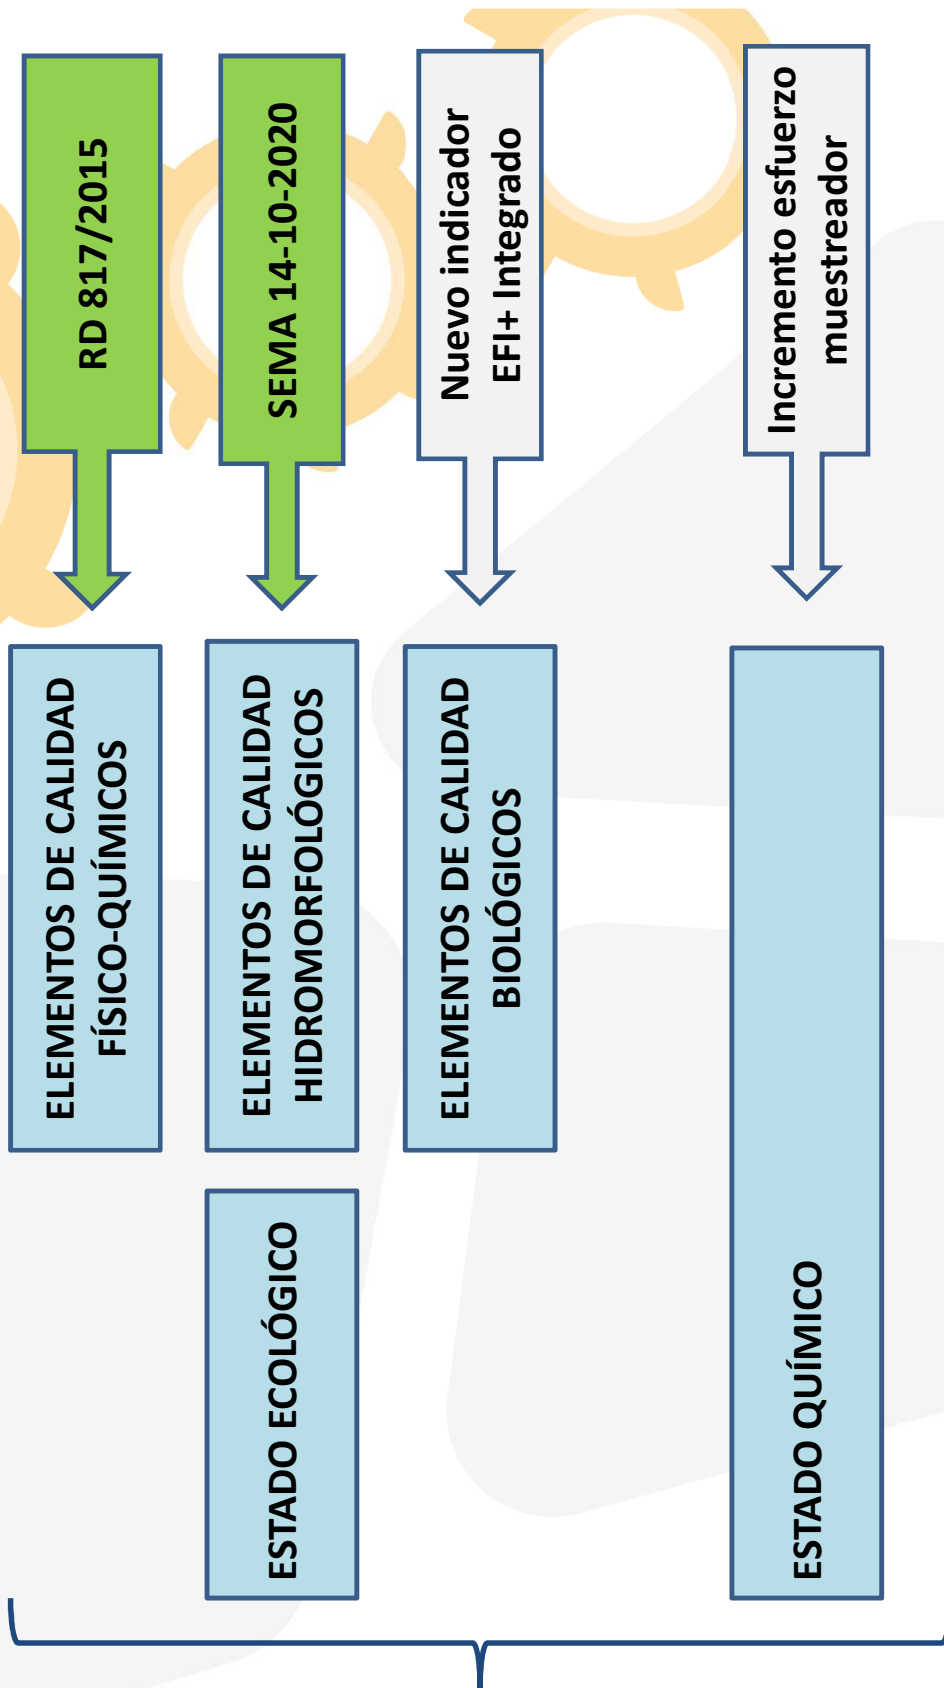 ELEMENTOS DE CALIDAD
FÍSICO-QUÍMICOS
RD 817/2015
ESTADO ECOLÓGICO
ELEMENTOS DE CALIDAD
HIDROMORFOLÓGICOS
SEMA 14-10-2020
ELEMENTOS DE CALIDAD
BIOLÓGICOS
Nuevo indicador
EFI+ Integrado
ESTADO QUÍMICO
Incremento esfuerzo
muestreador